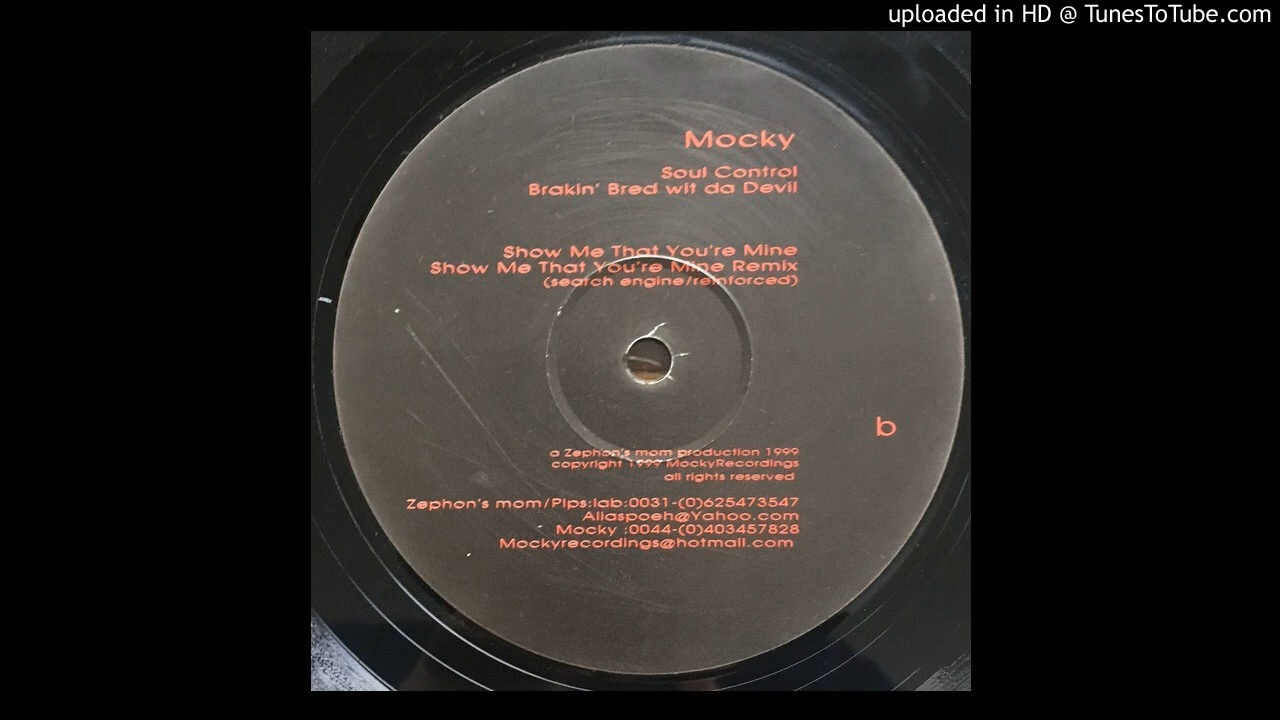 uploaded in HD @ TunesToTube.com
Mocky
Soul Control
Brakin' Bred wit da Devil
Show Me That You're Mine
Show Me That You're Mine Remix
(search engine/reinforced)
b
a Zephon's mom production 1999
copyright 1999 MockyRecordings
all rights reserved
Zephon's mom/Pips:lab:0031-(0)625473547
Aliaspoeh@Yahoo.com
Mocky :0044-(0)403457828
Mockyrecordings@hotmail.com